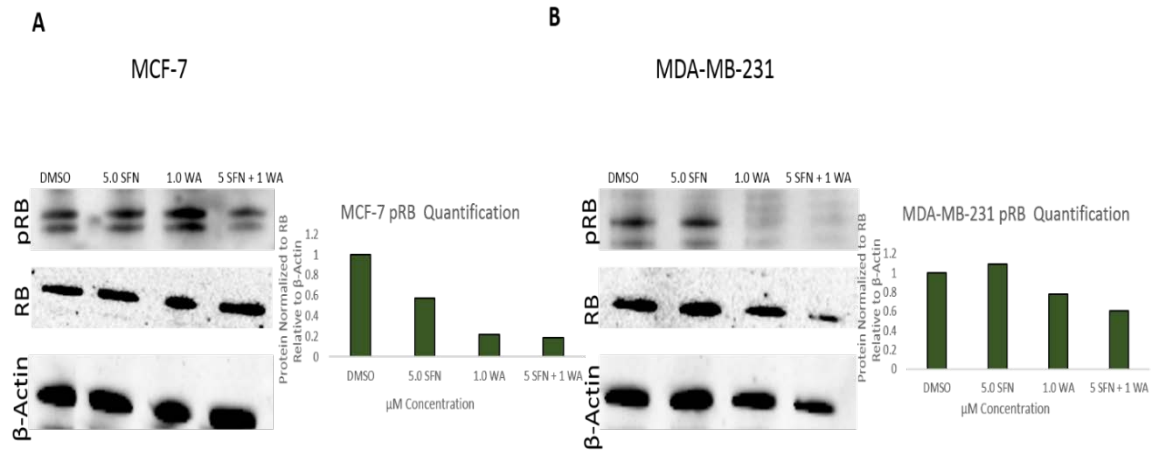 A
B
MCF-7
MDA-MB-231
DMSO 5.0 SFN 1.0 WA 5 SFN + 1 WA
pRB
RB
β-Actin
MCF-7 pRB Quantification
Protein Normalized to RB
Relative to β-Actin
1.2
1
0.8
0.6
0.4
0.2
0
DMSO 5.0 SFN 1.0 WA 5 SFN + 1 WA
μM Concentration
DMSO 5.0 SFN 1.0 WA 5 SFN + 1 WA
pRB
RB
β-Actin
MDA-MB-231 pRB Quantification
Protein Normalized to RB
Relative to β-Actin
1.2
1
0.8
0.6
0.4
0.2
0
DMSO 5.0 SFN 1.0 WA 5 SFN + 1 WA
μM Concentration